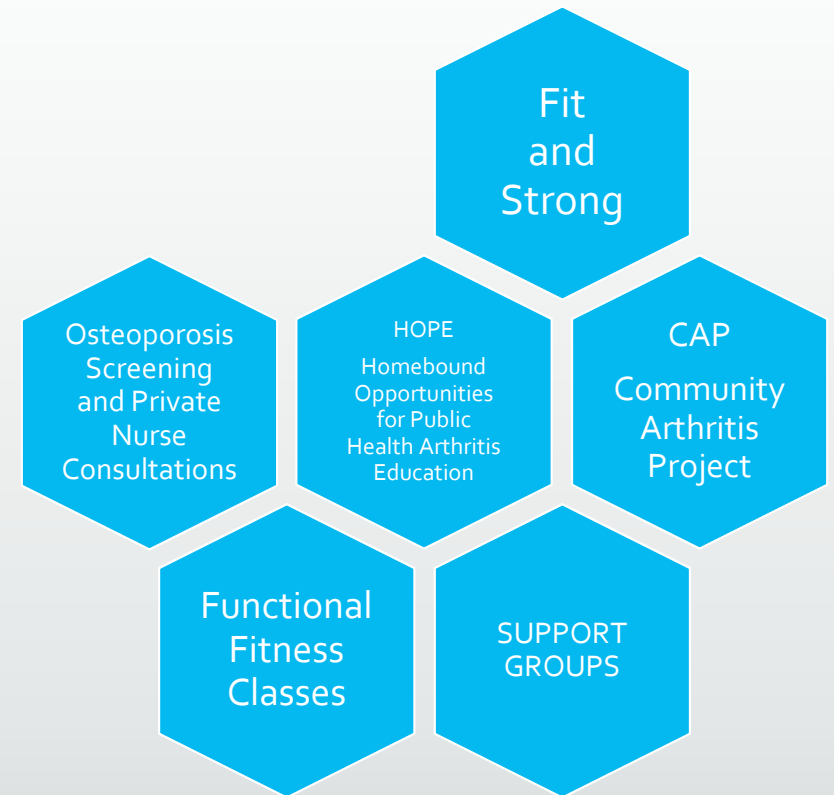 Fit
and
Strong
Osteoporosis
Screening
and Private
Nurse
Consultations
HOPE
Homebound
Opportunities
for Public
Health Arthritis
Education
CAP
Community
Arthritis
Project
Functional
Fitness
Classes
SUPPORT
GROUPS